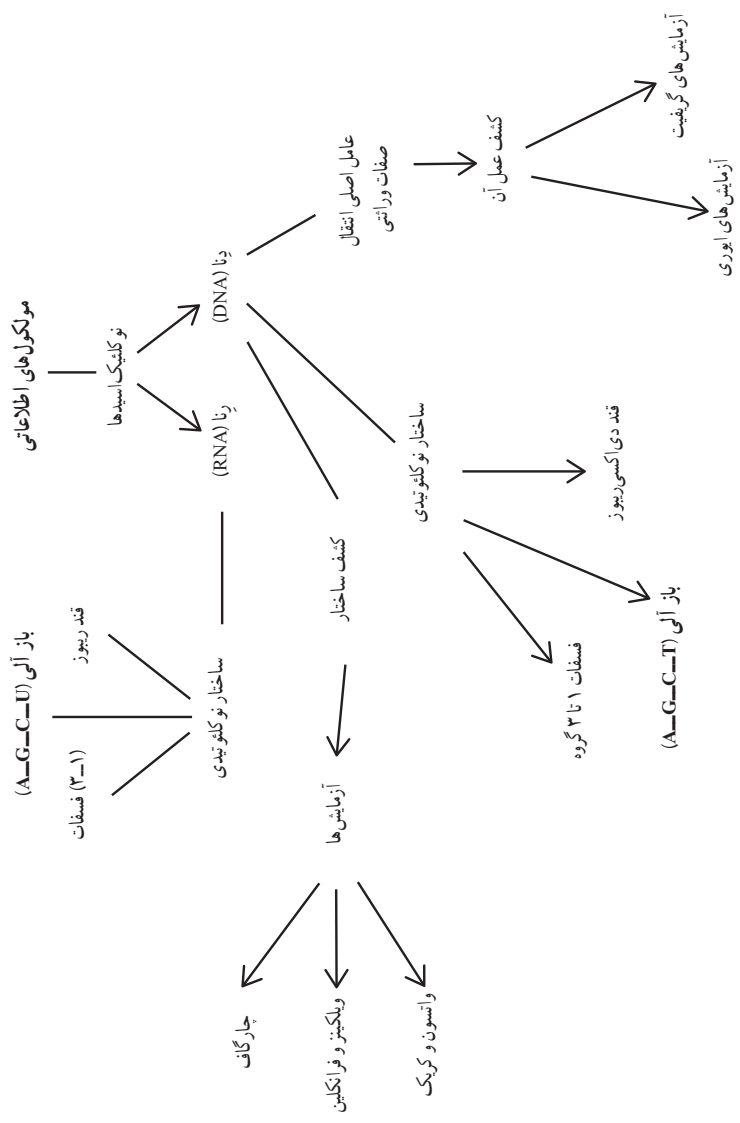 مولکول‌های اطلاعاتی
نوکلئیک‌اسیدها
دِنا (DNA)
رِنا (RNA)
عامل اصلی انتقال
صفات وراثتی
کشف عمل آن
آزمایش‌های گریفیت
آزمایش‌های ایوری
ساختار نوکلئوتیدی
قند دی‌اکسی‌ریبوز
باز آلی (A_G_C_T)
فسفات ۱ تا ۳ گروه
کشف ساختار
آزمایش‌ها
چارگاف
ویلکینز و فرانکلین
واتسون و کریک
ساختار نوکلئوتیدی
قند ریبوز
باز آلی (A_G_C_U)
(۱_۳) فسفات